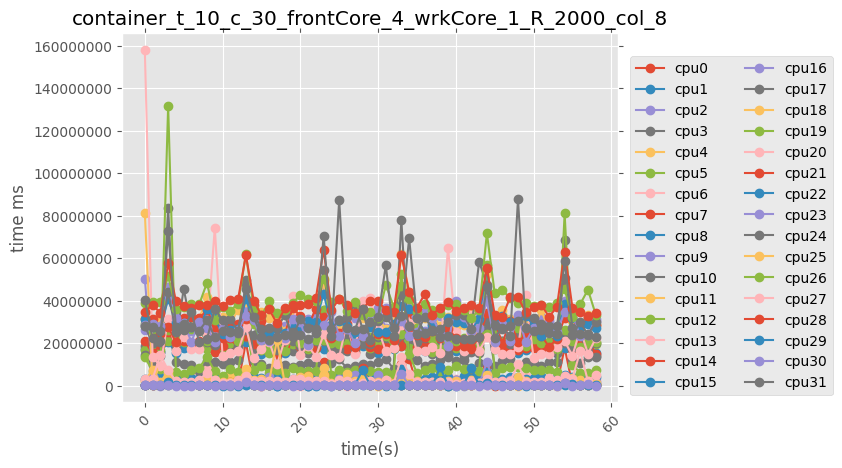 container_t_10_c_30_frontCore_4_wrkCore_1_R_2000_col_8
160000000
140000000
120000000
100000000
80000000
60000000
40000000
20000000
0
time ms
0 10 20 30 40 50 60
time(s)
cpu0 cpu16
cpu1 cpu17
cpu2 cpu18
cpu3 cpu19
cpu4 cpu20
cpu5 cpu21
cpu6 cpu22
cpu7 cpu23
cpu8 cpu24
cpu9 cpu25
cpu10 cpu26
cpu11 cpu27
cpu12 cpu28
cpu13 cpu29
cpu14 cpu30
cpu15 cpu31